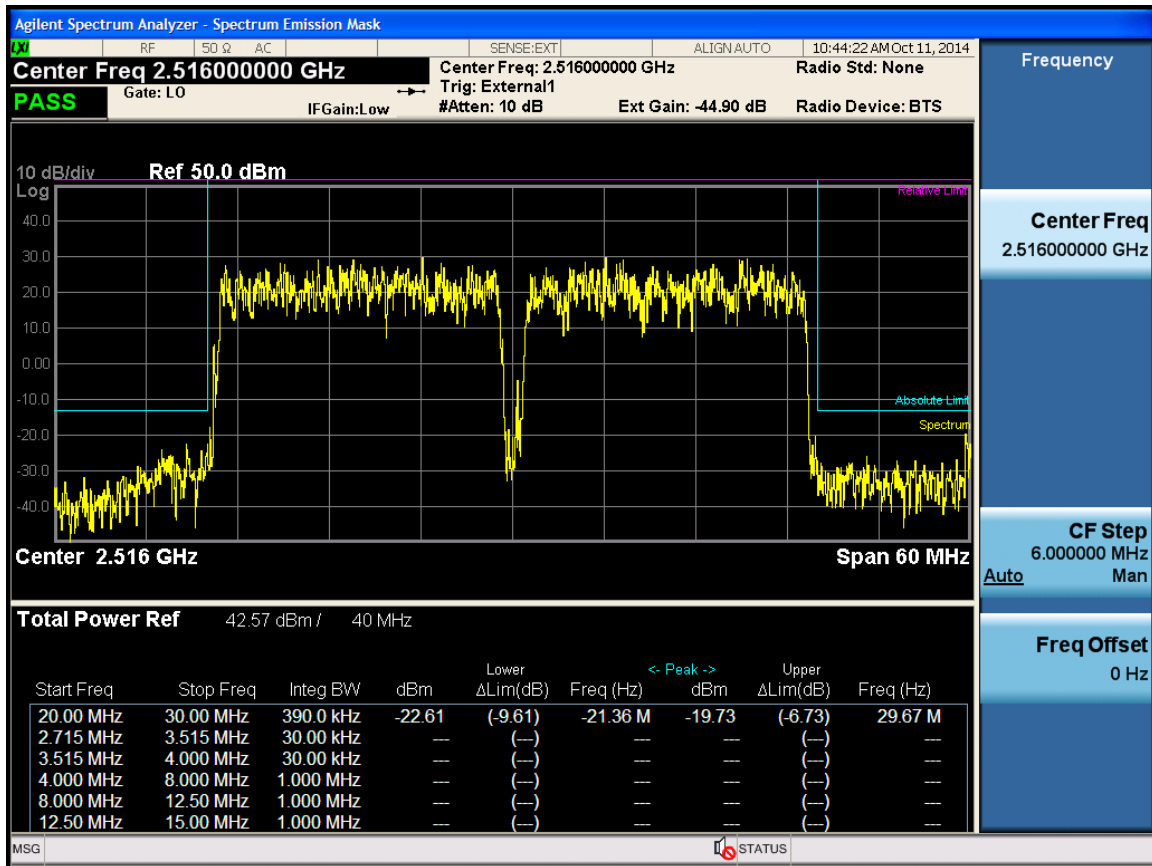 Agilent Spectrum Analyzer - Spectrum Emission Mask
LXI RF 50 Ω AC SENSE:EXT ALIGN AUTO 10:44:22 AM Oct 11, 2014
Center Freq 2.516000000 GHz Center Freq: 2.516000000 GHz Radio Std: None
PASS Gate: LO Trig: External1
IFGain:Low #Atten: 10 dB Ext Gain: -44.90 dB Radio Device: BTS
10 dB/div Ref 50.0 dBm
Log
Relative Limit
40.0
30.0
20.0
10.0
0.00
-10.0
Absolute Limit
Spectrum
-20.0
-30.0
-40.0
Center 2.516 GHz Span 60 MHz
Total Power Ref 42.57 dBm / 40 MHz
Lower <- Peak -> Upper
Start Freq Stop Freq Integ BW dBm ΔLim(dB) Freq (Hz) dBm ΔLim(dB) Freq (Hz)
20.00 MHz 30.00 MHz 390.0 kHz -22.61 (-9.61) -21.36 M -19.73 (-6.73) 29.67 M
2.715 MHz 3.515 MHz 30.00 kHz --- (---) --- --- (---) ---
3.515 MHz 4.000 MHz 30.00 kHz --- (---) --- --- (---) ---
4.000 MHz 8.000 MHz 1.000 MHz --- (---) --- --- (---) ---
8.000 MHz 12.50 MHz 1.000 MHz --- (---) --- --- (---) ---
12.50 MHz 15.00 MHz 1.000 MHz --- (---) --- --- (---) ---
MSG STATUS
Frequency
Center Freq
2.516000000 GHz
CF Step
6.000000 MHz
Auto Man
Freq Offset
0 Hz